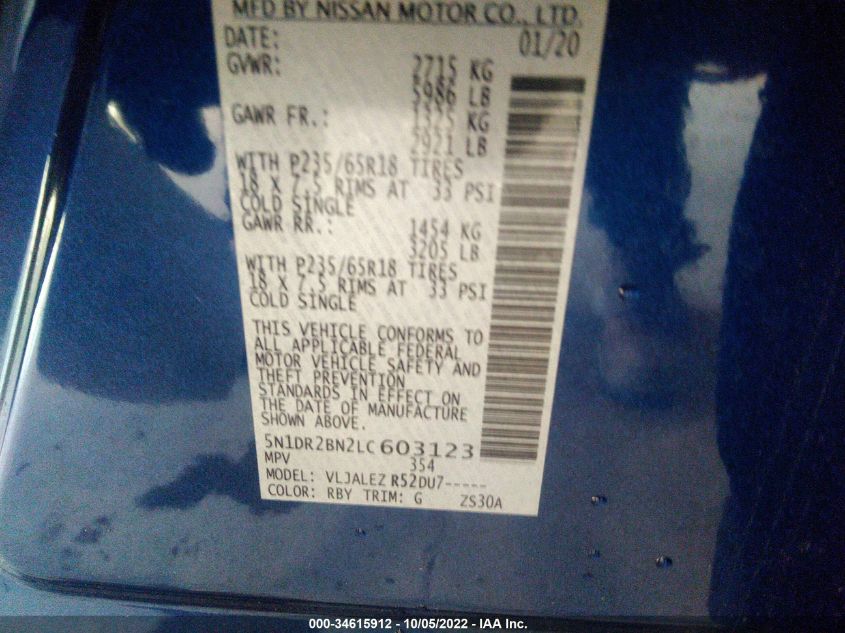 MFD BY NISSAN MOTOR CO., LTD.
DATE: 01/20
GVWR: 2715 KG
5986 LB
GAWR FR.: 1325 KG
2921 LB
WITH P235/65R18 TIRES
18 X 7.5 RIMS AT 33 PSI
COLD SINGLE
GAWR RR.: 1454 KG
3205 LB
WITH P235/65R18 TIRES
18 X 7.5 RIMS AT 33 PSI
COLD SINGLE
THIS VEHICLE CONFORMS TO
ALL APPLICABLE FEDERAL
MOTOR VEHICLE SAFETY AND
THEFT PREVENTION
STANDARDS IN EFFECT ON
THE DATE OF MANUFACTURE
SHOWN ABOVE.
5N1DR2BN2LC603123
MPV 354
MODEL: VLJALEZ R52DU7-----
COLOR: RBY TRIM: G ZS30A
000-34615912 - 10/05/2022 - IAA Inc.